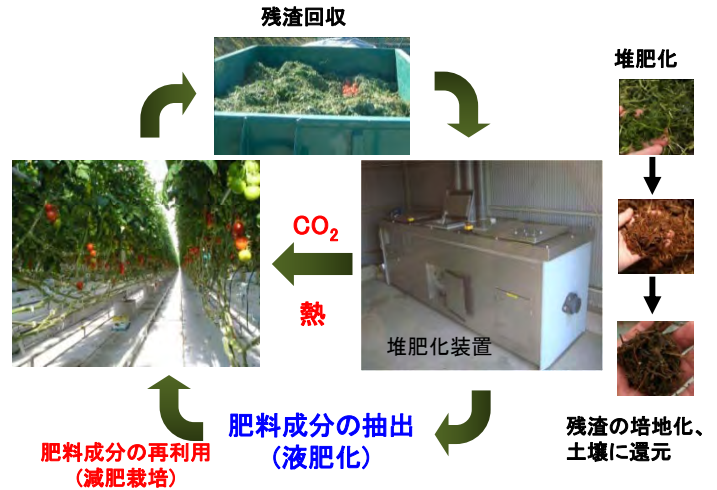 残渣回収
堆肥化
CO2
熱
堆肥化装置
肥料成分の抽出
(液肥化)
肥料成分の再利用
(減肥栽培)
残渣の培地化、
土壌に還元